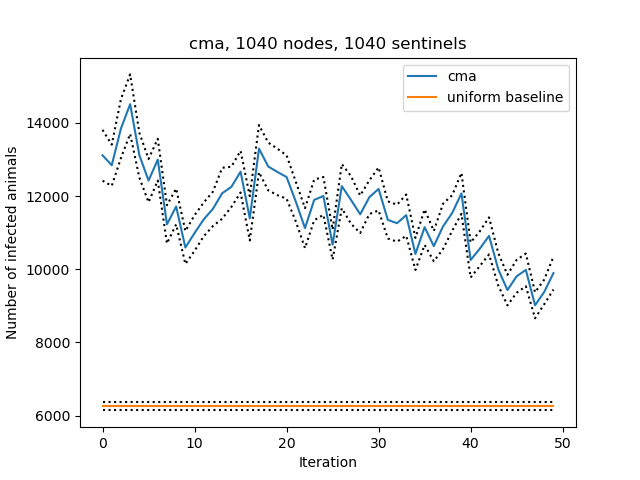 cma, 1040 nodes, 1040 sentinels
cma
uniform baseline
Number of infected animals
14000
12000
10000
8000
6000
0 10 20 30 40 50
Iteration